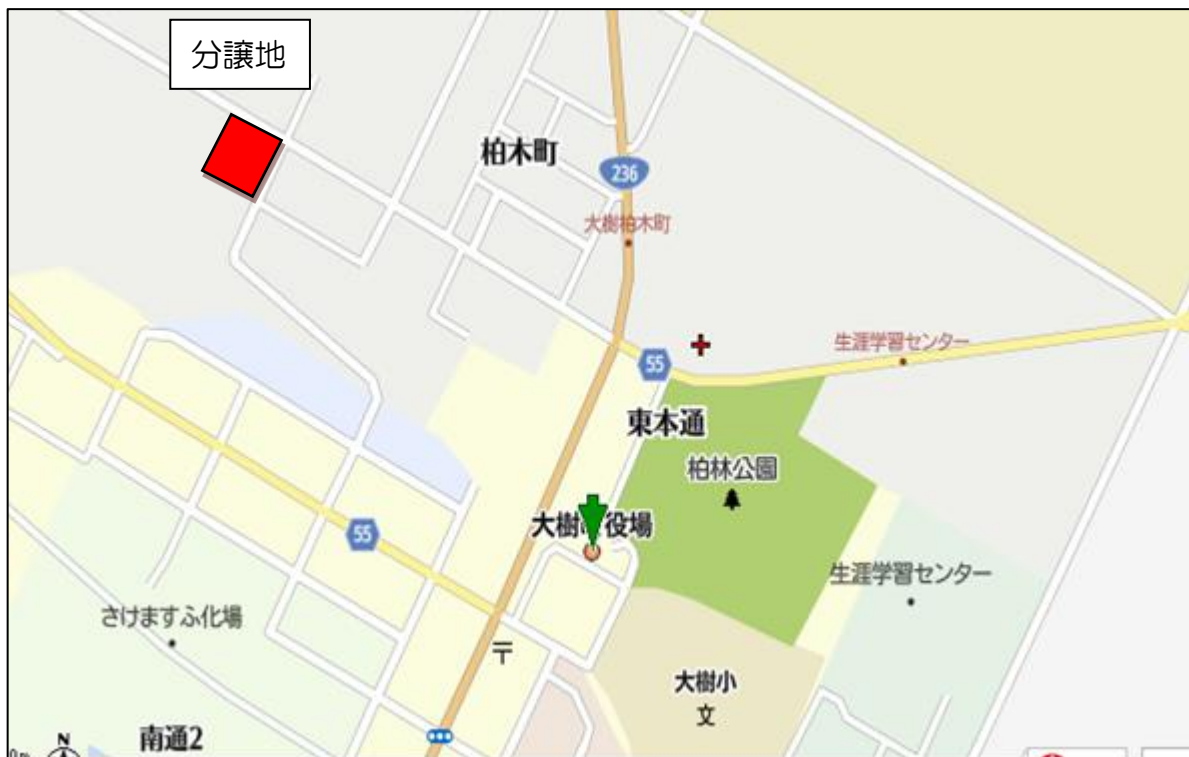 分譲地
柏木町
236
大樹柏木町
生涯学習センター
55
東本通
柏林公園
大樹 役場
55
生涯学習センター
さけますふ化場
〒
大樹小
文
南通2
N